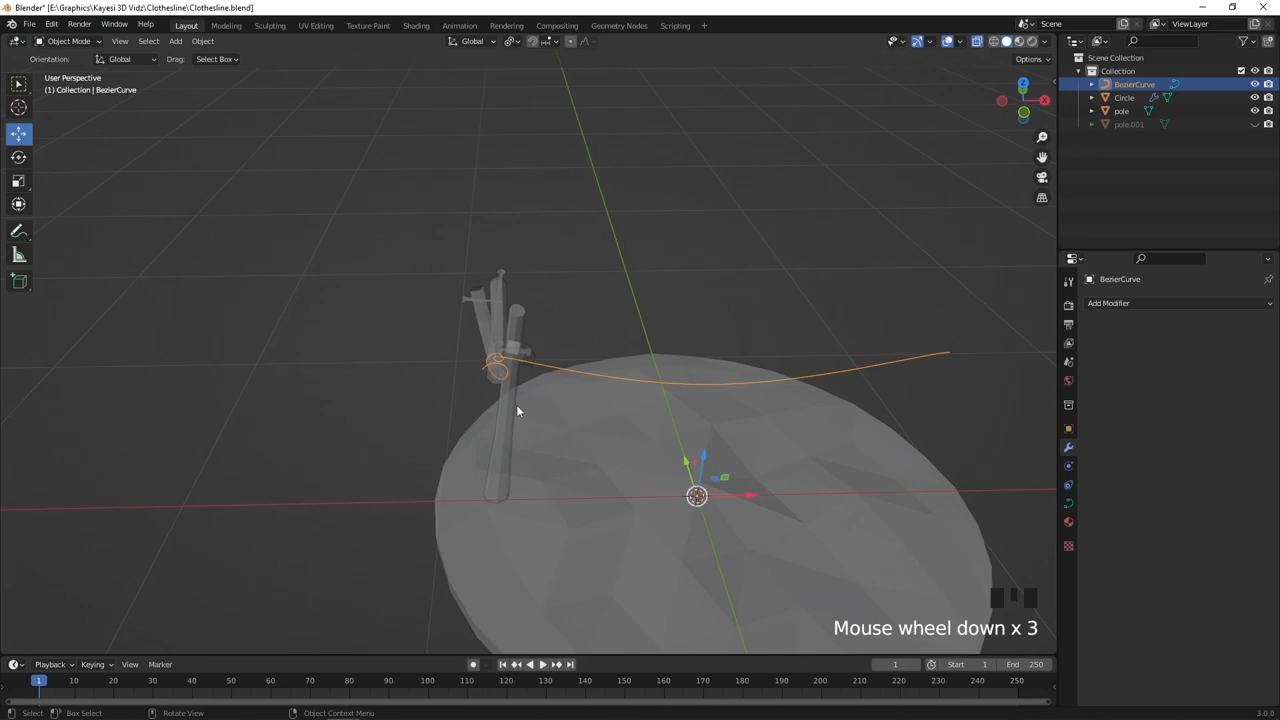 Blender* [E:\Graphics\Kayesi 3D Vidz\Clothesline\Clothesline.blend]
File Edit Render Window Help Layout Modeling Sculpting UV Editing Texture Paint Shading Animation Rendering Compositing Geometry Nodes Scripting + Scene ViewLayer
Object Mode View Select Add Object Global
Orientation: Global Drag: Select Box Options
Scene Collection
User Perspective
(1) Collection | BezierCurve
Collection
BezierCurve
Circle
pole
pole.001
X
Z
BezierCurve
Add Modifier
Mouse wheel down x 3
Playback Keying View Marker 1 Start 1 End 250
1 10 20 30 40 50 60 70 80 90 100 110 120 130 140 150 160 170 180 190 200 210 220 230 240 250
Select Box Select Rotate View Object Context Menu 3.0.0